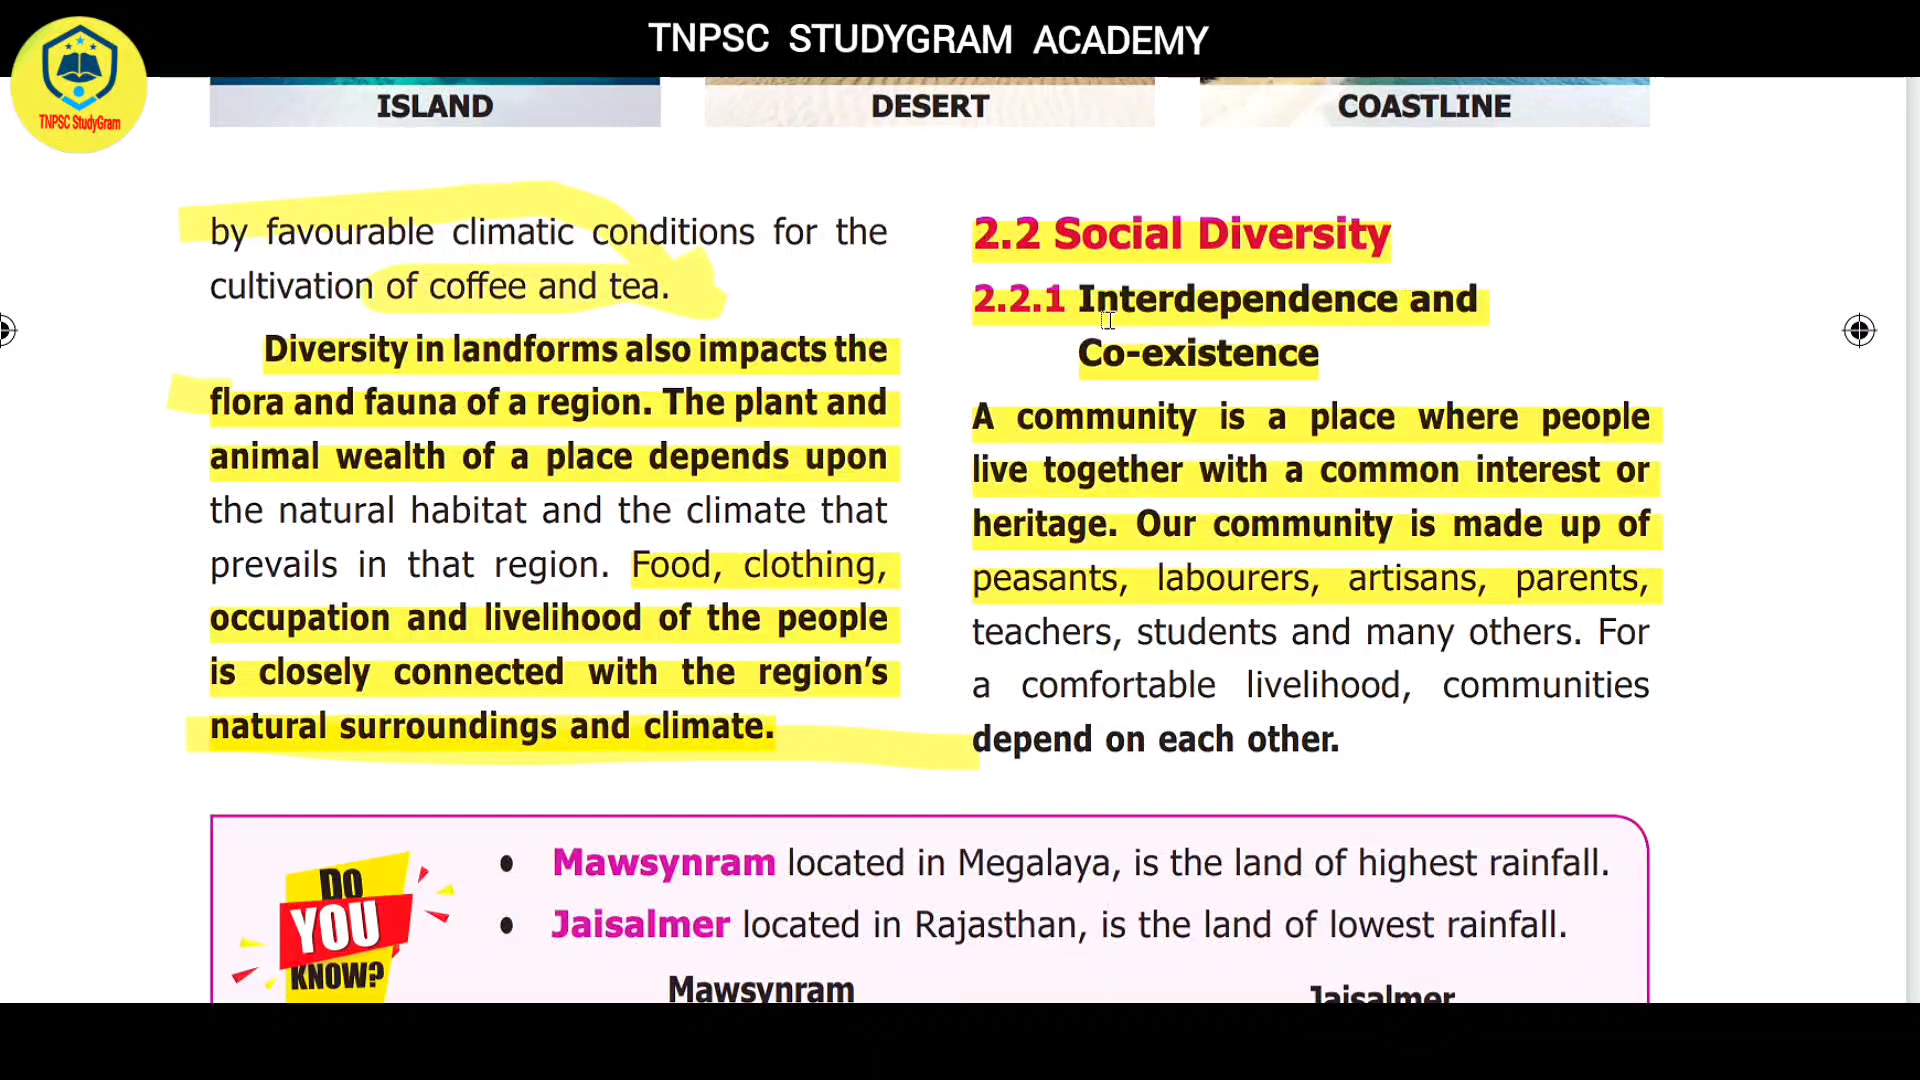 TNPSC STUDYGRAM ACADEMY
TNPSC StudyGram
ISLAND
DESERT
COASTLINE
by favourable climatic conditions for the
cultivation of coffee and tea.
Diversity in landforms also impacts the
flora and fauna of a region. The plant and
animal wealth of a place depends upon
the natural habitat and the climate that
prevails in that region. Food, clothing,
occupation and livelihood of the people
is closely connected with the region’s
natural surroundings and climate.
2.2 Social Diversity
2.2.1 Interdependence and
Co-existence
A community is a place where people
live together with a common interest or
heritage. Our community is made up of
peasants, labourers, artisans, parents,
teachers, students and many others. For
a comfortable livelihood, communities
depend on each other.
DO
YOU
KNOW?
• Mawsynram located in Megalaya, is the land of highest rainfall.
• Jaisalmer located in Rajasthan, is the land of lowest rainfall.
Mawsynram
Jaisalmer